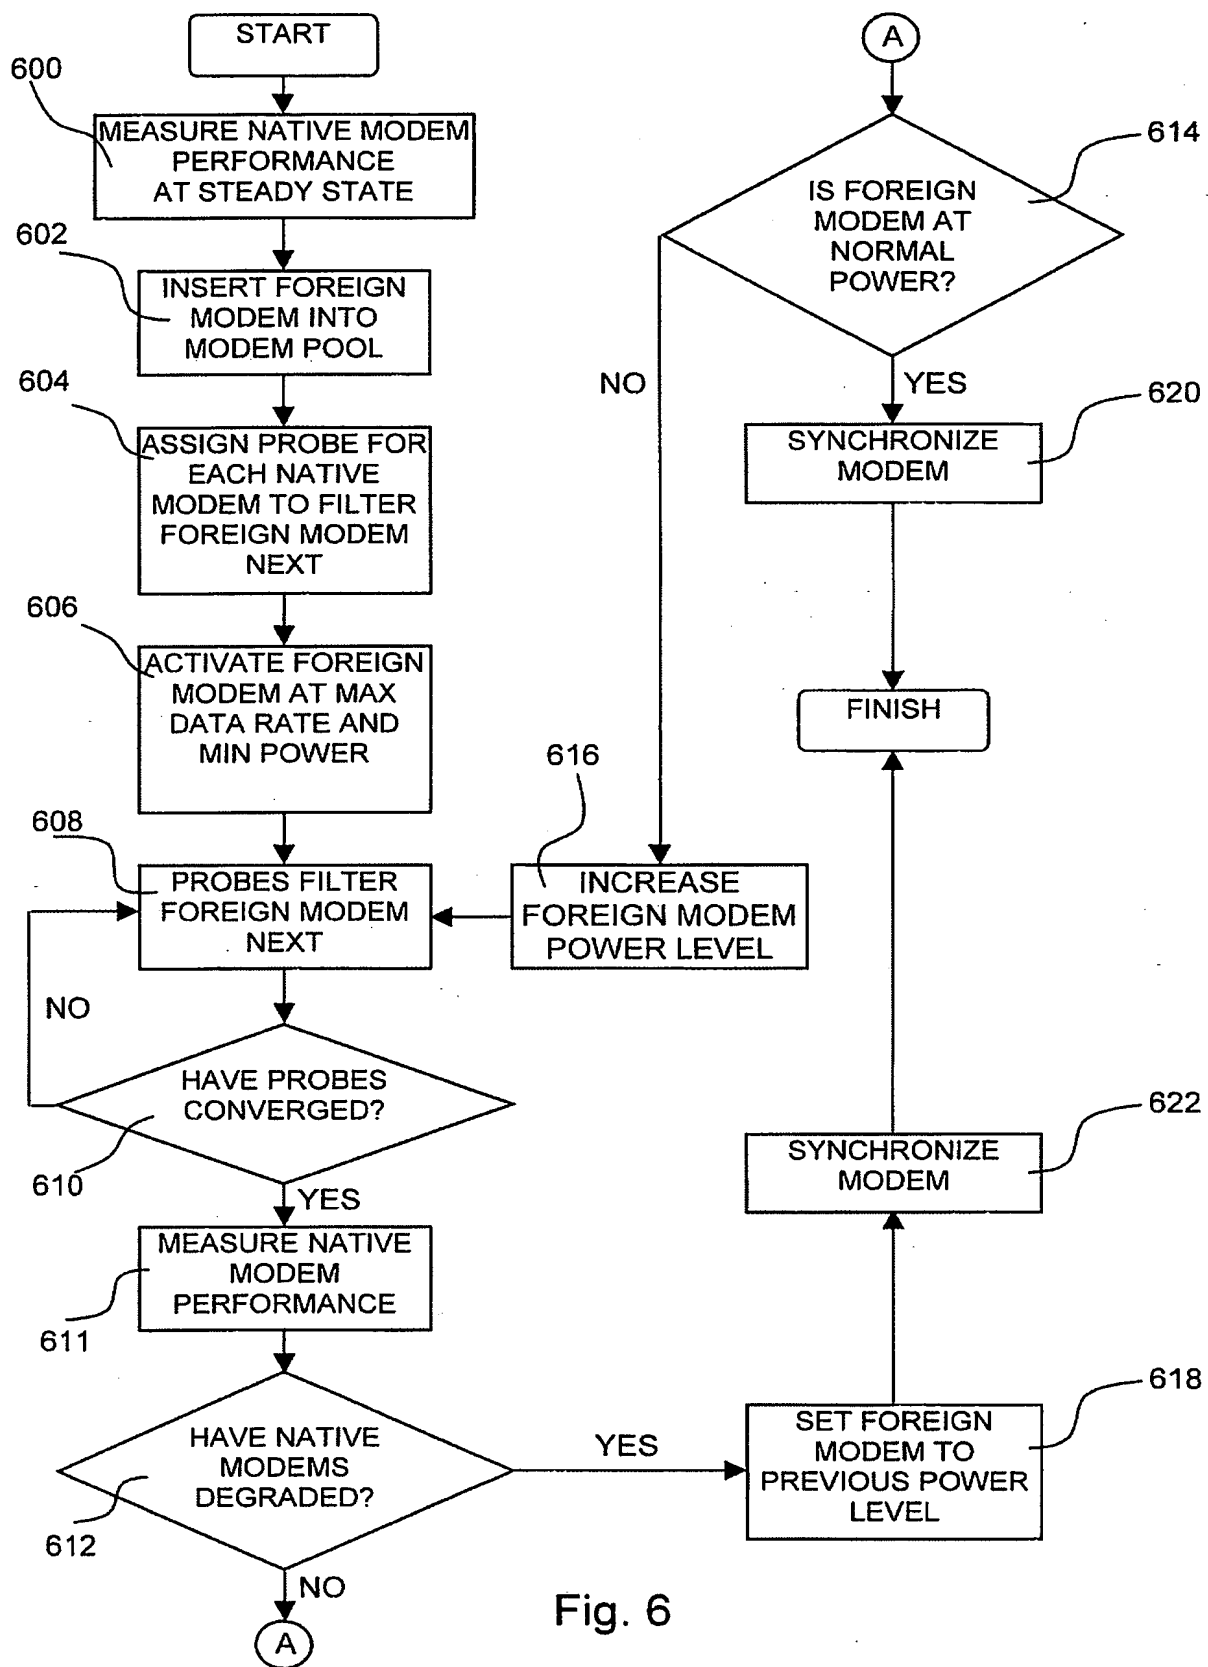 START
600
MEASURE NATIVE MODEM
PERFORMANCE
AT STEADY STATE
602
INSERT FOREIGN
MODEM INTO
MODEM POOL
604
ASSIGN PROBE FOR
EACH NATIVE
MODEM TO FILTER
FOREIGN MODEM
NEXT
606
ACTIVATE FOREIGN
MODEM AT MAX
DATA RATE AND
MIN POWER
608
PROBES FILTER
FOREIGN MODEM
NEXT
NO
HAVE PROBES
CONVERGED?
610
YES
MEASURE NATIVE
MODEM
PERFORMANCE
611
HAVE NATIVE
MODEMS
DEGRADED?
612
YES
NO
A
A
614
IS FOREIGN
MODEM AT
NORMAL
POWER?
NO
YES
616
INCREASE
FOREIGN MODEM
POWER LEVEL
620
SYNCHRONIZE
MODEM
FINISH
622
SYNCHRONIZE
MODEM
618
SET FOREIGN
MODEM TO
PREVIOUS POWER
LEVEL
Fig. 6